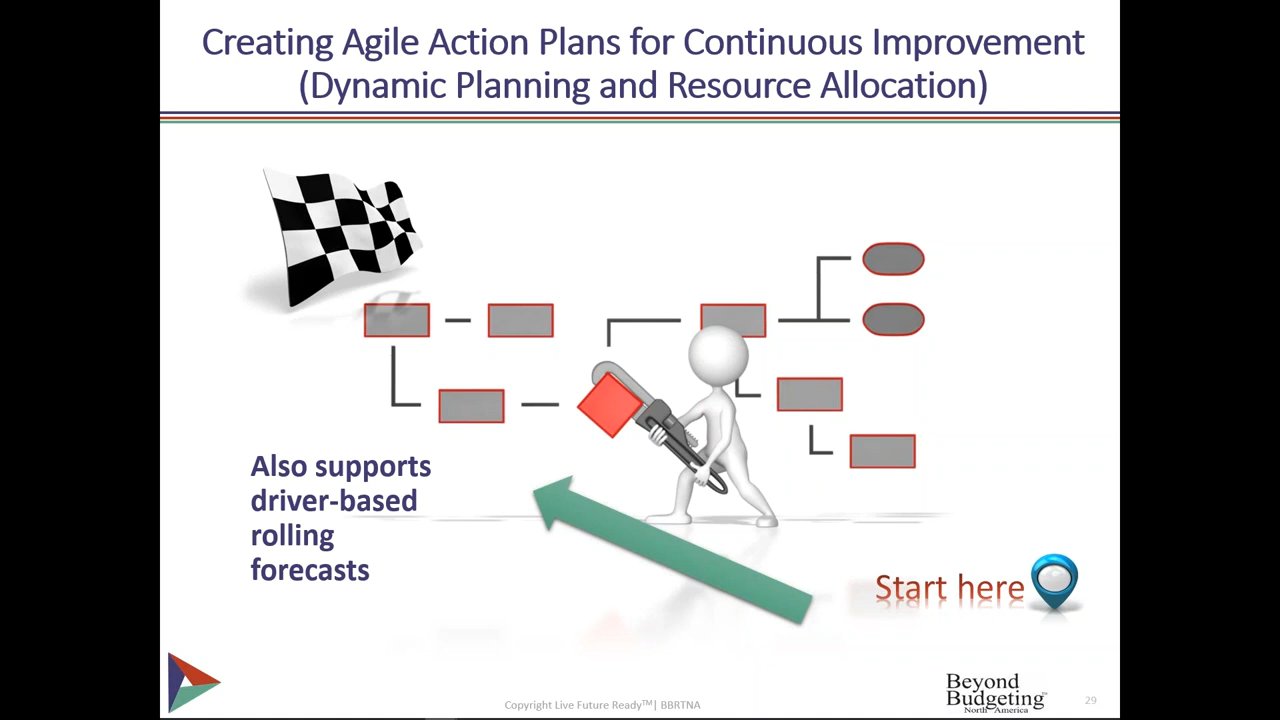 Creating Agile Action Plans for Continuous Improvement
(Dynamic Planning and Resource Allocation)
Also supports
driver-based
rolling
forecasts
Start here
Copyright Live Future Ready™| BBRTNA
Beyond
Budgeting™
North America
29